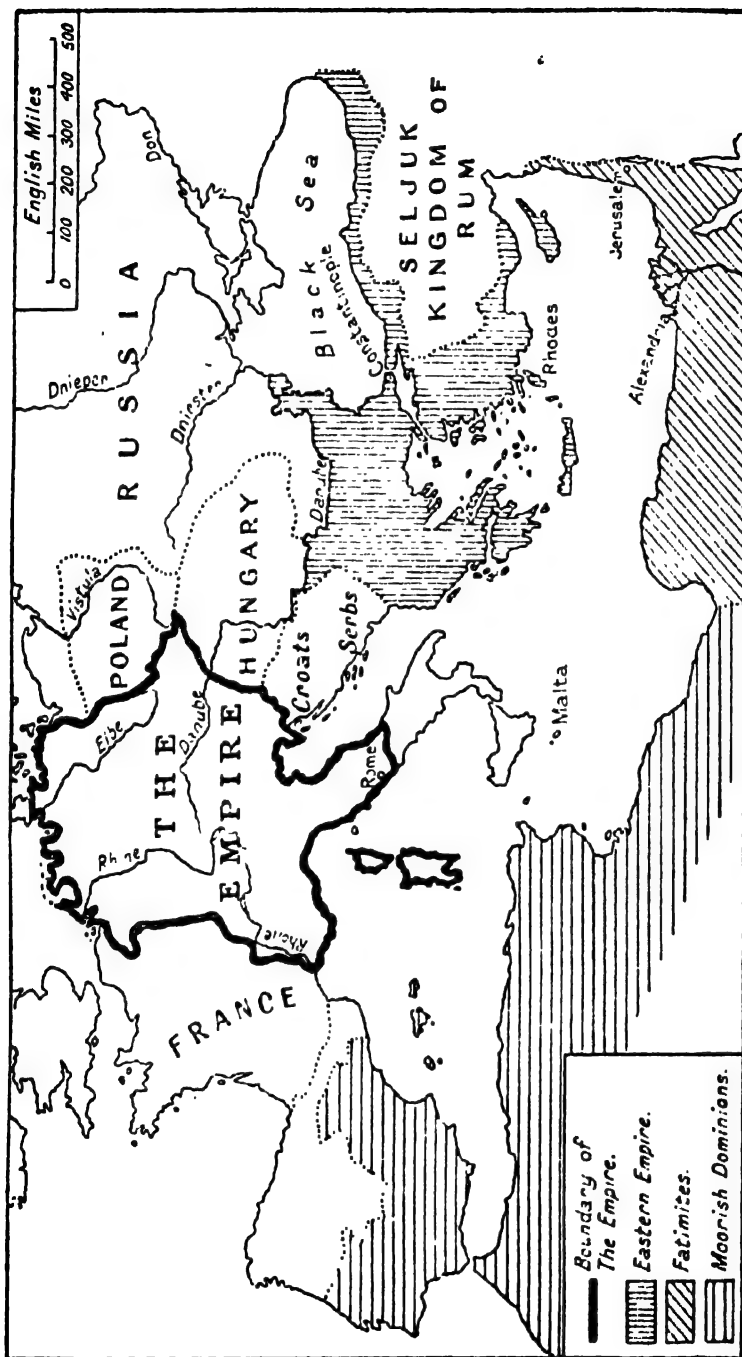 English Miles
0 100 200 300 400 500
RUSSIA
Don
Dnieper
Dniester
Vistula
POLAND
Elbe
Rhine
THE
EMPIRE
Danube
HUNGARY
Danube
Croats
Serbs
Black Sea
Constantinople
SELJUK
KINGDOM OF
RUM
FRANCE
Rhone
Rome
Malta
Rhodes
Jerusalem
Alexandria
Boundary of
The Empire.
Eastern Empire.
Fatimites.
Moorish Dominions.